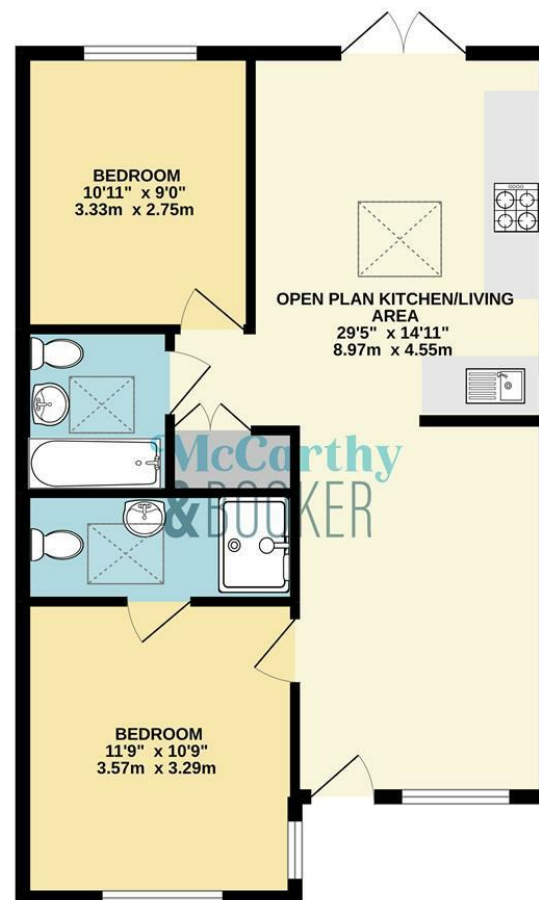 BEDROOM
10'11" x 9'0"
3.33m x 2.75m
OPEN PLAN KITCHEN/LIVING
AREA
29'5" x 14'11"
8.97m x 4.55m
McCarthy
& BOOKER
BEDROOM
11'9" x 10'9"
3.57m x 3.29m